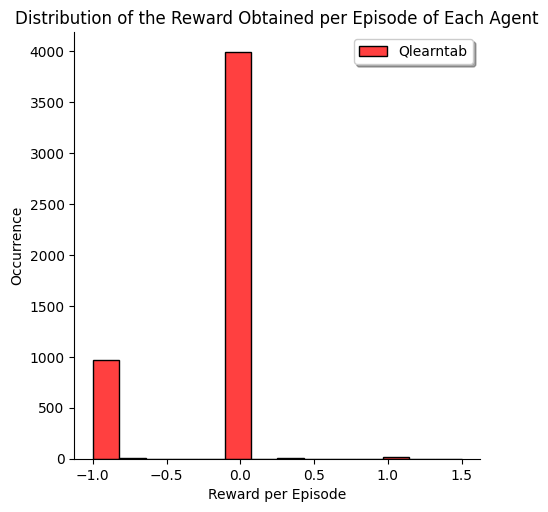 Distribution of the Reward Obtained per Episode of Each Agent
Qlearntab
4000
3500
3000
2500
2000
1500
1000
500
0
Occurrence
−1.0 −0.5 0.0 0.5 1.0 1.5
Reward per Episode